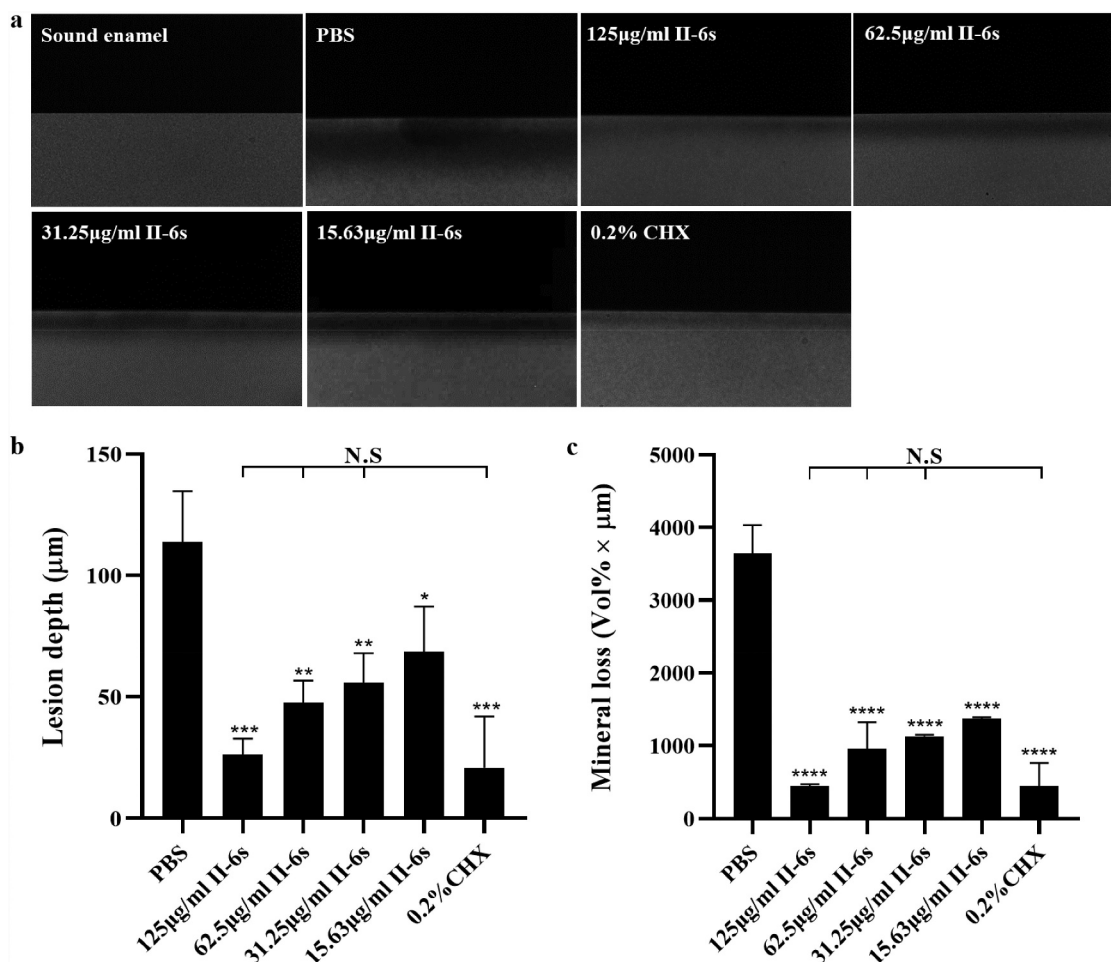 a
Sound enamel
PBS
125μg/ml II-6s
62.5μg/ml II-6s
31.25μg/ml II-6s
15.63μg/ml II-6s
0.2% CHX
b
150
100
50
0
Lesion depth (μm)
N.S
***
**
**
*
***
PBS
125μg/ml II-6s
62.5μg/ml II-6s
31.25μg/ml II-6s
15.63μg/ml II-6s
0.2%CHX
c
5000
4000
3000
2000
1000
0
Mineral loss (Vol% × μm)
N.S
****
****
****
****
****
PBS
125μg/ml II-6s
62.5μg/ml II-6s
31.25μg/ml II-6s
15.63μg/ml II-6s
0.2%CHX